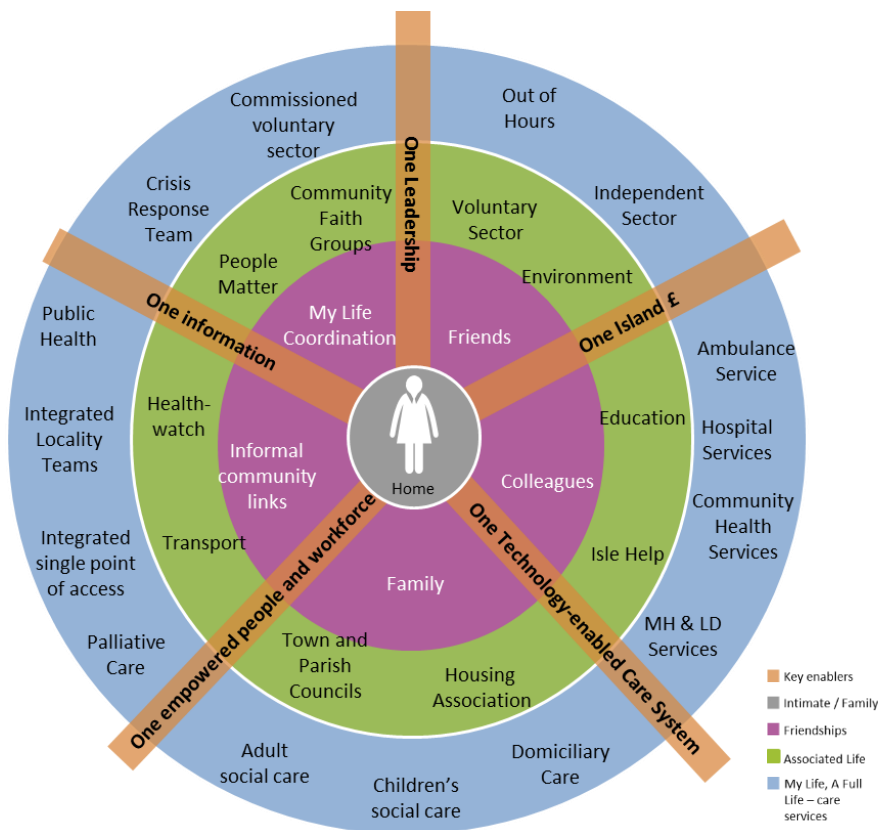 Commissioned
voluntary
sector
Out of
Hours
Crisis
Response
Team
Independent
Sector
Public
Health
Ambulance
Service
Integrated
Locality
Teams
Hospital
Services
Community
Health
Services
Integrated
single point
of access
MH & LD
Services
Palliative
Care
Adult
social care
Children's
social care
Domiciliary
Care
Community
Faith
Groups
Voluntary
Sector
People
Matter
Environment
Health-
watch
Education
Transport
Isle Help
Town and
Parish
Councils
Housing
Association
My Life
Coordination
Friends
Informal
community
links
Colleagues
Family
Home
One Leadership
One Island £
One information
One empowered people and workforce
One Technology-enabled Care System
Key enablers
Intimate / Family
Friendships
Associated Life
My Life, A Full
Life – care
services